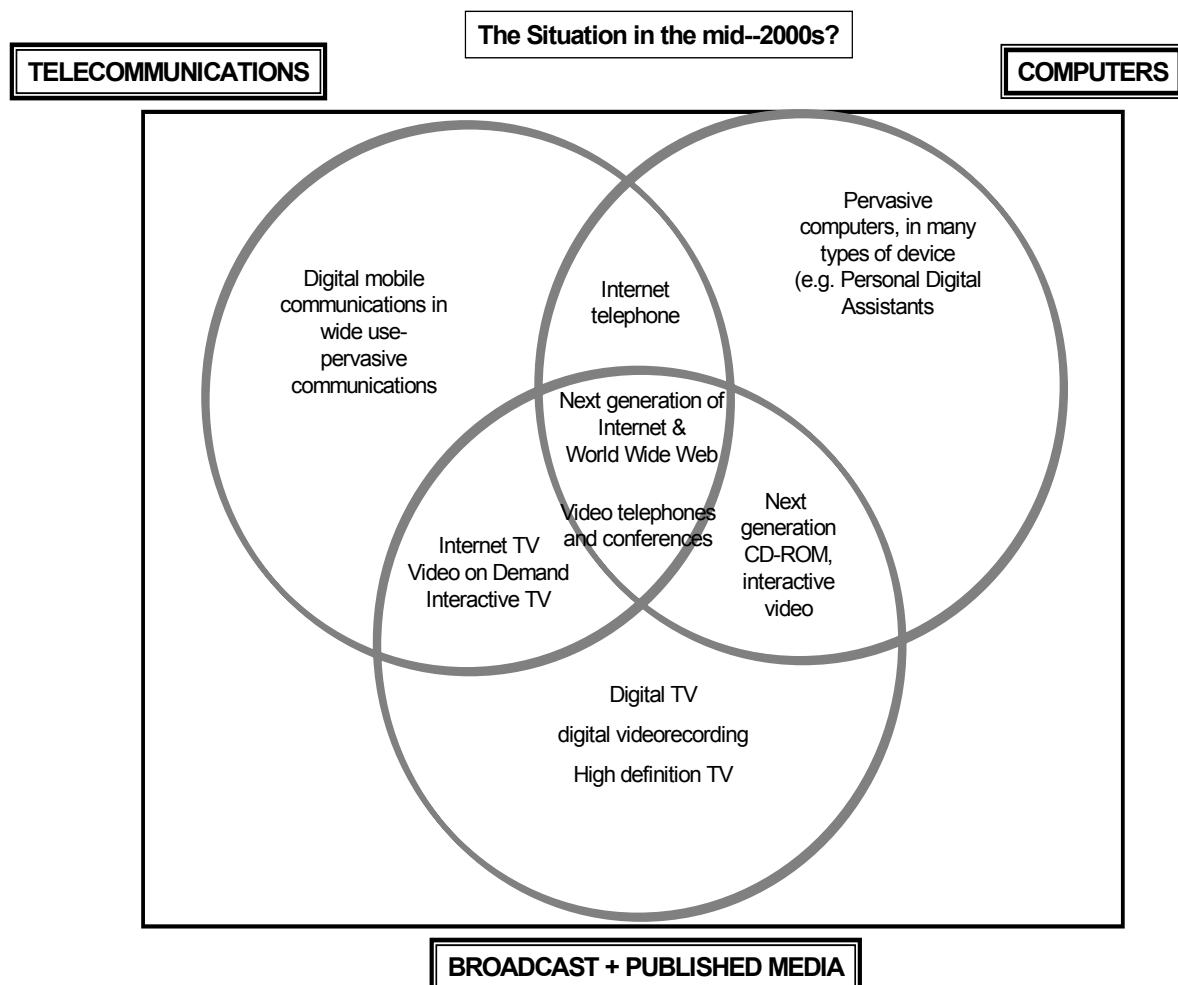 The Situation in the mid--2000s?
TELECOMMUNICATIONS
COMPUTERS
Pervasive
computers, in many
types of device
(e.g. Personal Digital
Assistants
Digital mobile
communications in
wide use-
pervasive
communications
Internet
telephone
Next generation of
Internet &
World Wide Web
Video telephones
and conferences
Next
generation
CD-ROM,
interactive
video
Internet TV
Video on Demand
Interactive TV
Digital TV
digital videorecording
High definition TV
BROADCAST + PUBLISHED MEDIA